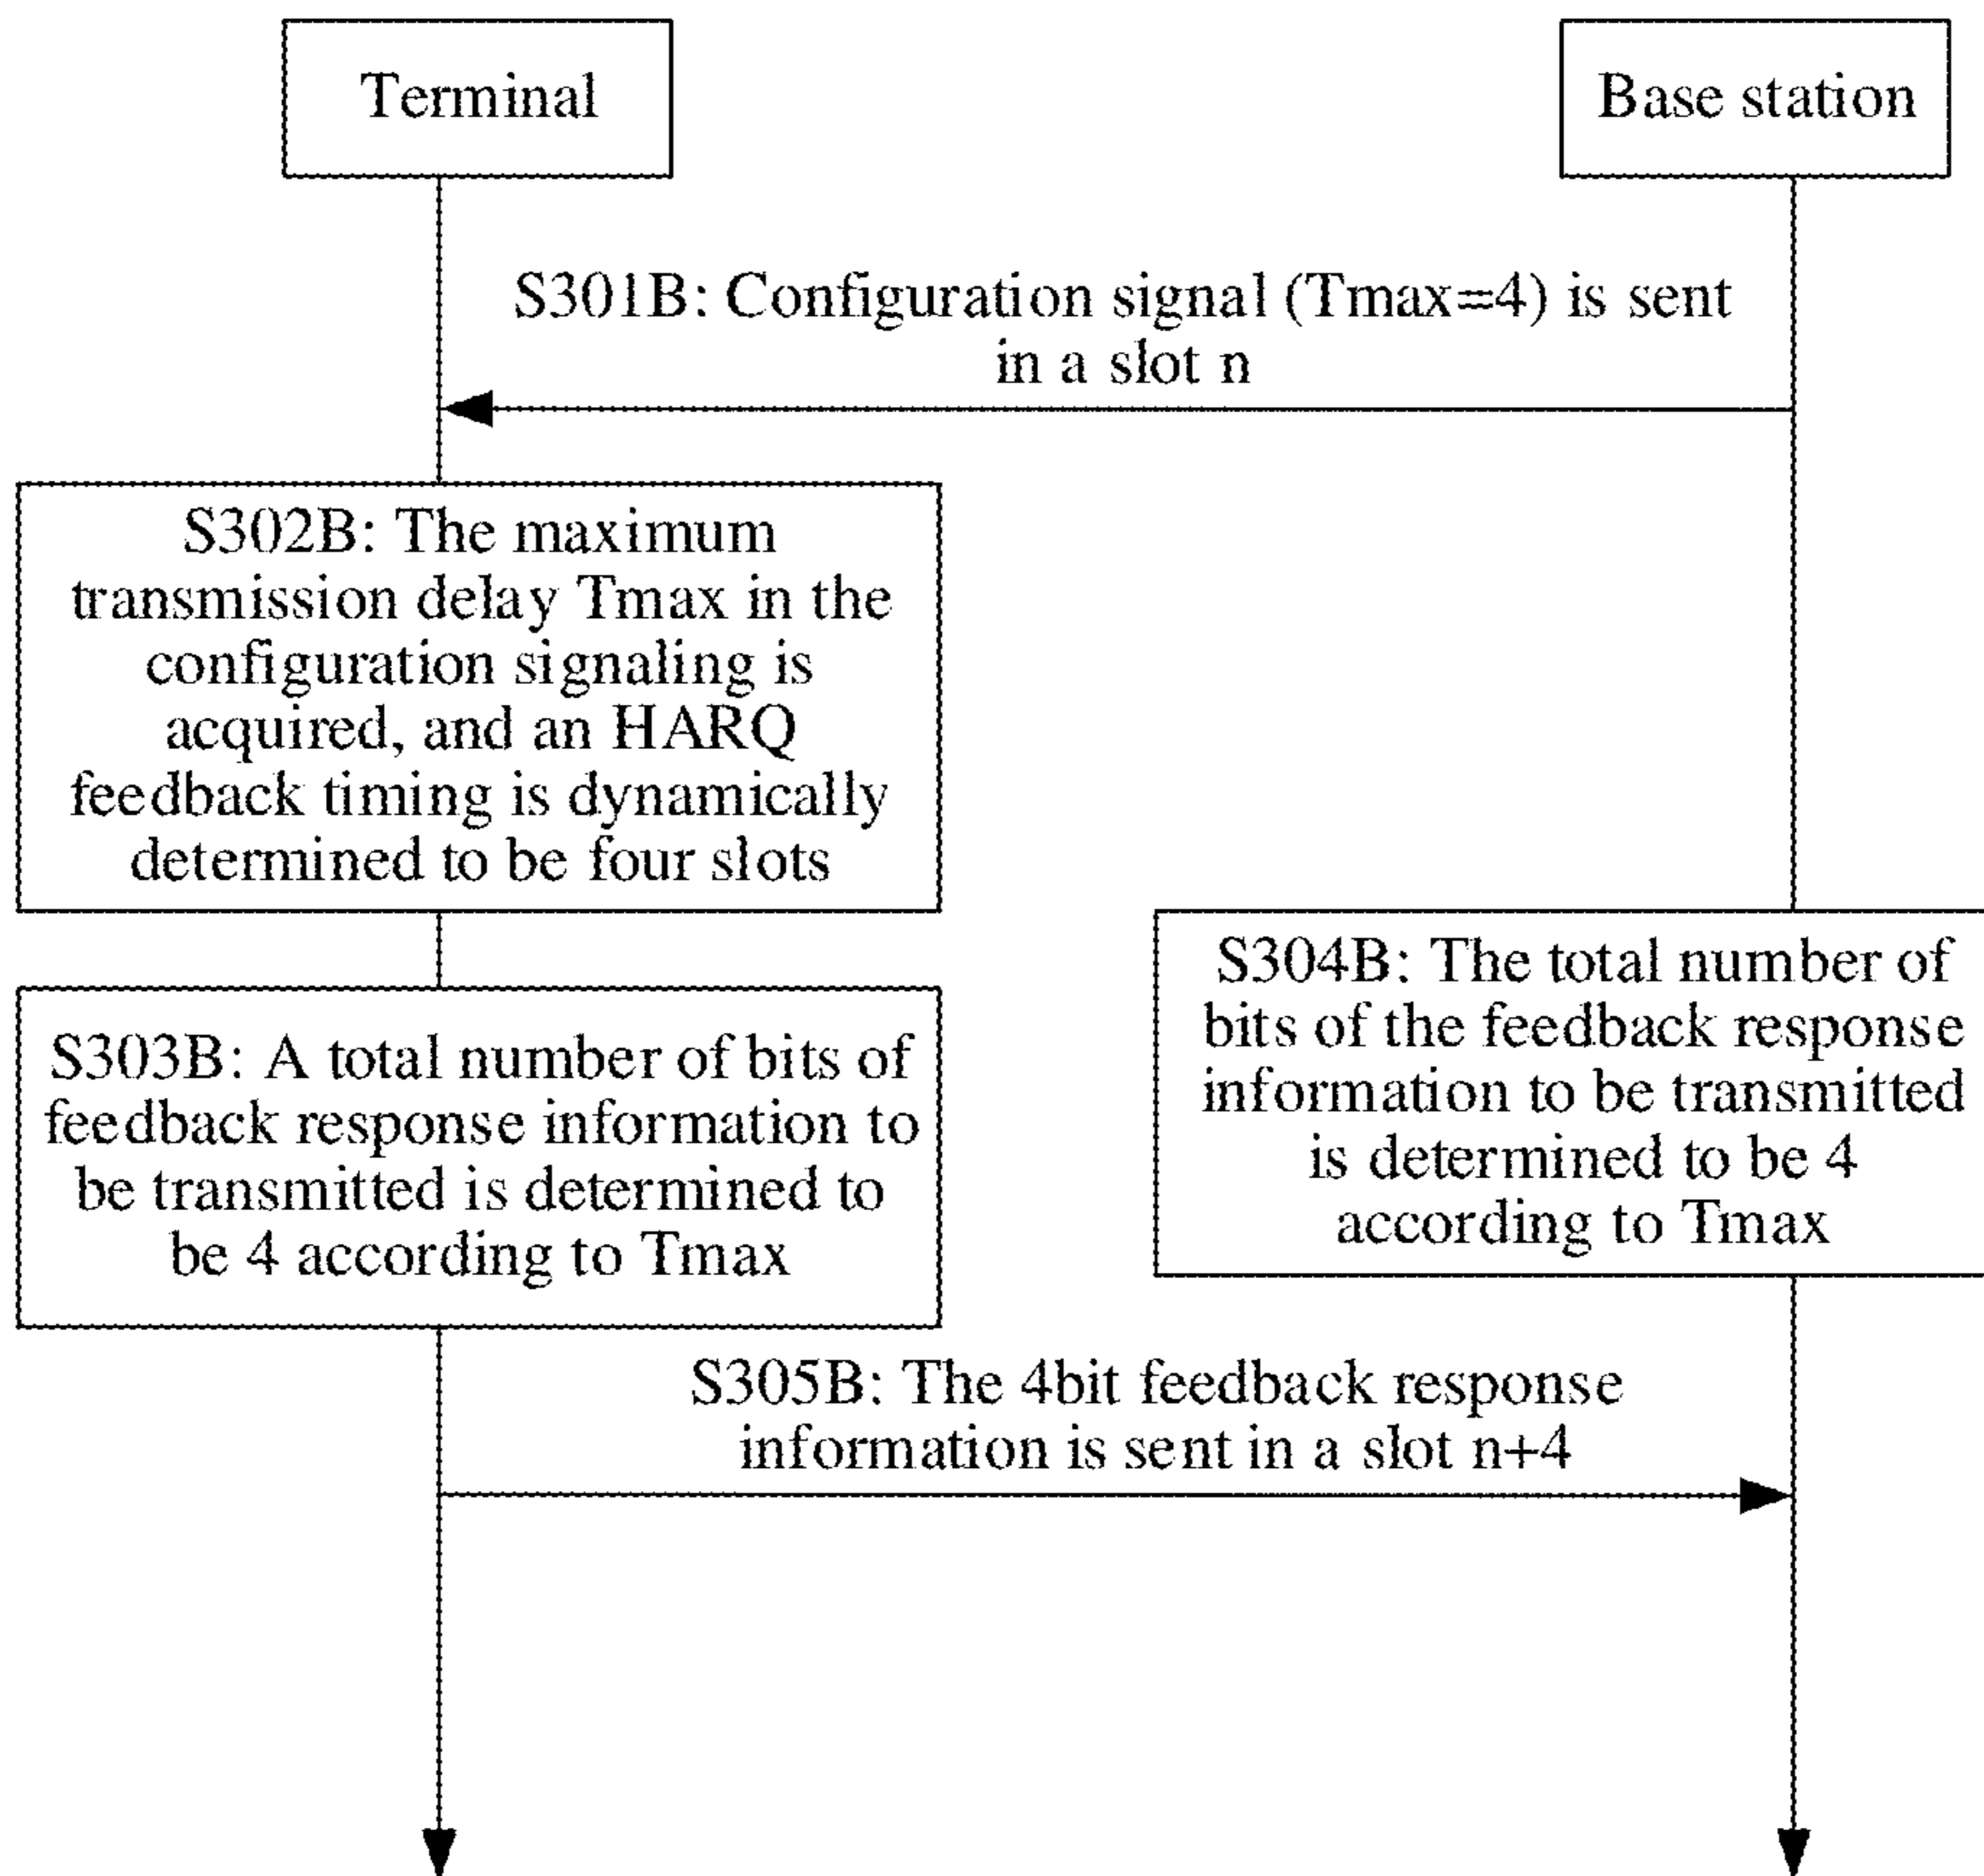 Terminal
Base station
S301B: Configuration signal (Tmax=4) is sent
in a slot n
S302B: The maximum
transmission delay Tmax in the
configuration signaling is
acquired, and an HARQ
feedback timing is dynamically
determined to be four slots
S303B: A total number of bits of
feedback response information to
be transmitted is determined to
be 4 according to Tmax
S304B: The total number of
bits of the feedback response
information to be transmitted
is determined to be 4
according to Tmax
S305B: The 4bit feedback response
information is sent in a slot n+4